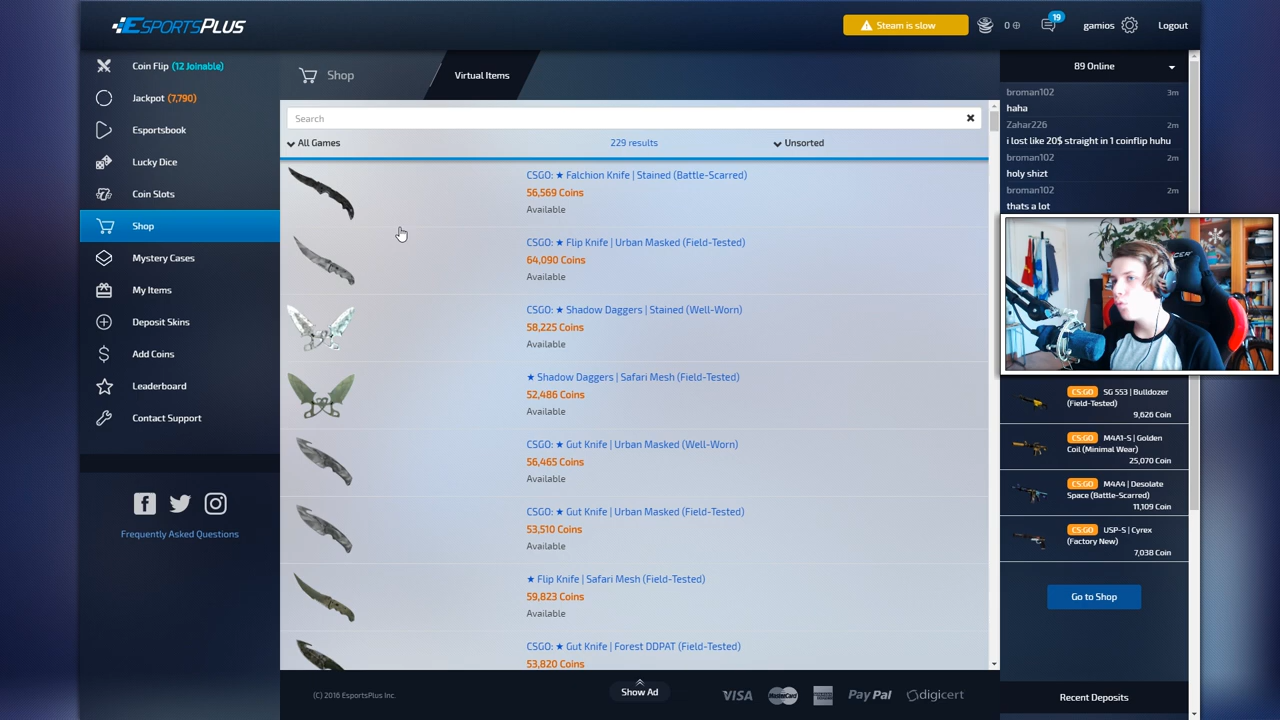 ESPORTSPLUS
Steam is slow
0
19
gamios
Logout
Coin Flip (12 Joinable)
Jackpot (7,790)
Esportsbook
Lucky Dice
Coin Slots
Shop
Mystery Cases
My Items
Deposit Skins
Add Coins
Leaderboard
Contact Support
Frequently Asked Questions
Shop
Virtual Items
Search
All Games
229 results
Unsorted
CSGO: ★ Falchion Knife | Stained (Battle-Scarred)
56,569 Coins
Available
CSGO: ★ Flip Knife | Urban Masked (Field-Tested)
64,090 Coins
Available
CSGO: ★ Shadow Daggers | Stained (Well-Worn)
58,225 Coins
Available
★ Shadow Daggers | Safari Mesh (Field-Tested)
52,486 Coins
Available
CSGO: ★ Gut Knife | Urban Masked (Well-Worn)
56,465 Coins
Available
CSGO: ★ Gut Knife | Urban Masked (Field-Tested)
53,510 Coins
Available
★ Flip Knife | Safari Mesh (Field-Tested)
59,823 Coins
Available
CSGO: ★ Gut Knife | Forest DDPAT (Field-Tested)
53,820 Coins
89 Online
broman102 3m
haha
Zahar226 2m
i lost like 20$ straight in 1 coinflip huhu
broman102 2m
holy shizt
broman102 2m
thats a lot
CS:GO SG 553 | Bulldozer
(Field-Tested)
9,626 Coin
CS:GO M4A1-S | Golden
Coil (Minimal Wear)
25,070 Coin
CS:GO M4A4 | Desolate
Space (Battle-Scarred)
11,109 Coin
CS:GO USP-S | Cyrex
(Factory New)
7,038 Coin
Go to Shop
Recent Deposits
(C) 2016 EsportsPlus Inc.
Show Ad
VISA
MasterCard
PayPal
digicert